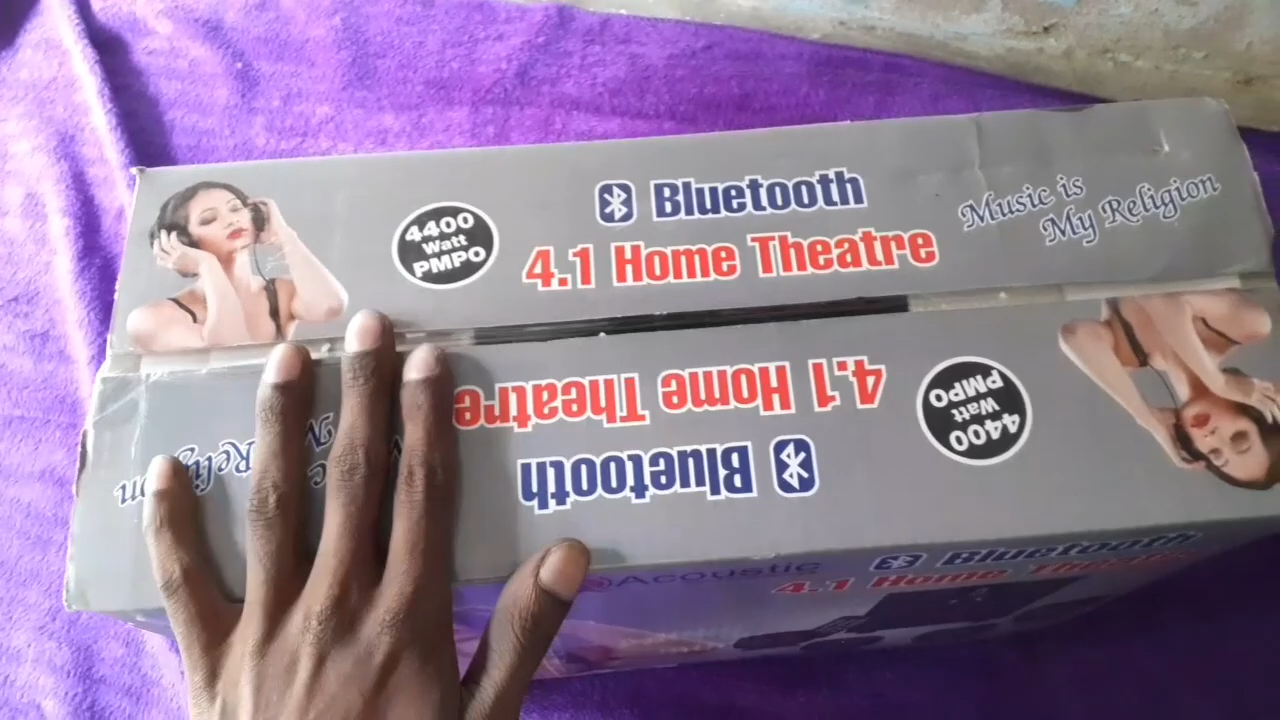 4400
Watt
PMPO
Bluetooth
4.1 Home Theatre
Music is
My Religion
4.1 Home Theatre
Bluetooth
4400
Watt
PMPO
Acoustic
Bluetooth
4.1 Home Theatre